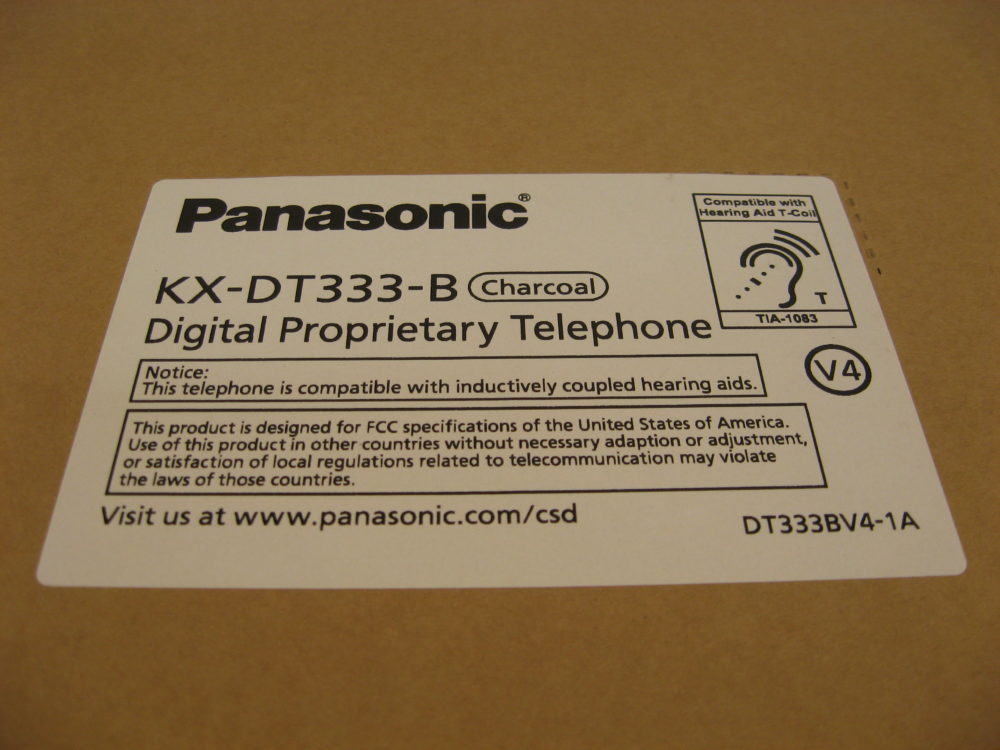 Panasonic®
Compatible with
Hearing Aid T-Coil
T
TIA-1083
KX-DT333-B Charcoal
Digital Proprietary Telephone
V4
Notice:
This telephone is compatible with inductively coupled hearing aids.
This product is designed for FCC specifications of the United States of America.
Use of this product in other countries without necessary adaption or adjustment,
or satisfaction of local regulations related to telecommunication may violate
the laws of those countries.
Visit us at www.panasonic.com/csd
DT333BV4-1A